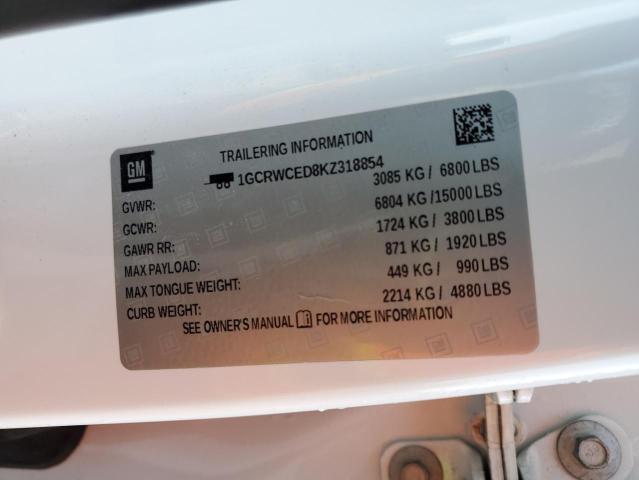 GM
TRAILERING INFORMATION
1GCRWCED8KZ318854
GVWR: 3085 KG / 6800 LBS
GCWR: 6804 KG /15000 LBS
GAWR RR: 1724 KG / 3800 LBS
MAX PAYLOAD: 871 KG / 1920 LBS
MAX TONGUE WEIGHT: 449 KG / 990 LBS
CURB WEIGHT: 2214 KG / 4880 LBS
SEE OWNER'S MANUAL FOR MORE INFORMATION